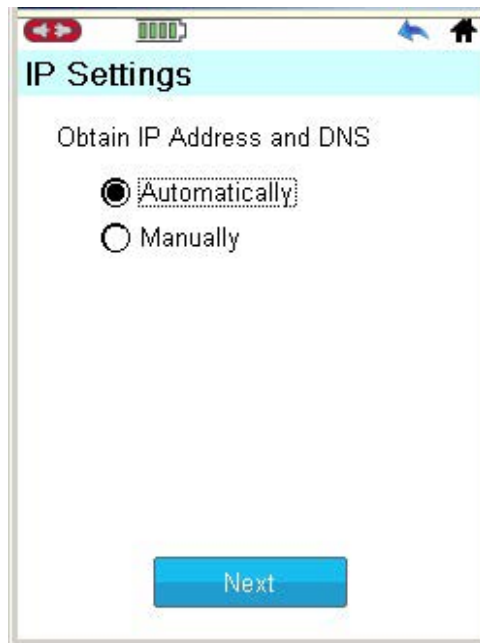 IP Settings
Obtain IP Address and DNS
Automatically
Manually
Next